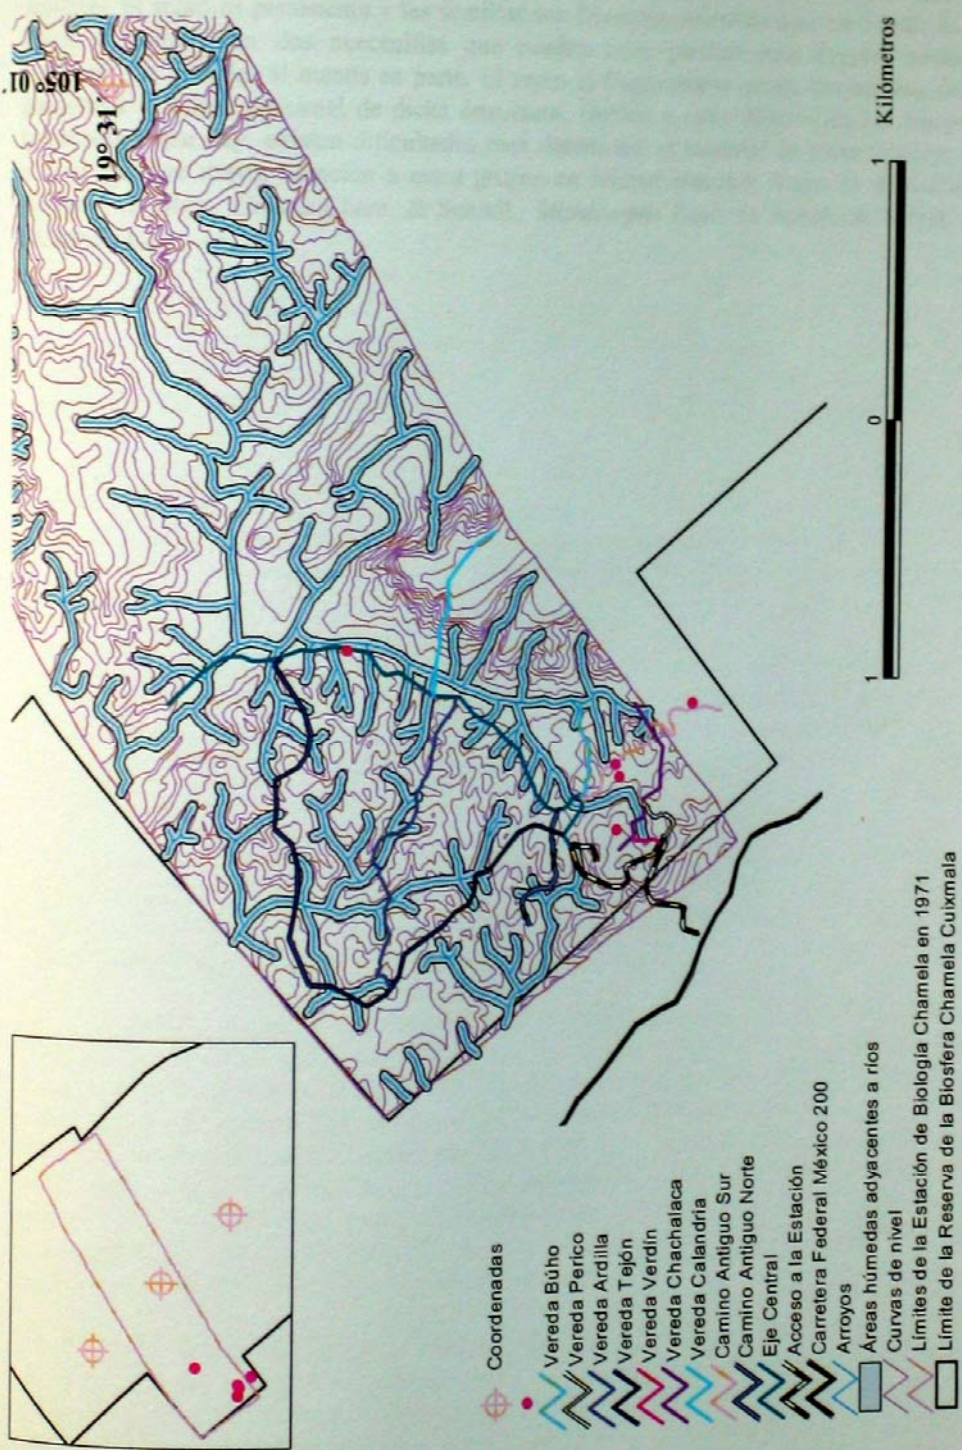 105° 01'
19° 31'
Kilómetros
1
0
1
Coordenadas
Vereda Búho
Vereda Perico
Vereda Ardilla
Vereda Tejón
Vereda Verdín
Vereda Chachalaca
Vereda Calandria
Camino Antiguo Sur
Camino Antiguo Norte
Eje Central
Acceso a la Estación
Carretera Federal México 200
Arroyos
Áreas húmedas adyacentes a ríos
Curvas de nivel
Límites de la Estación de Biología Chamela en 1971
Límite de la Reserva de la Biosfera Chamela Cuixmala